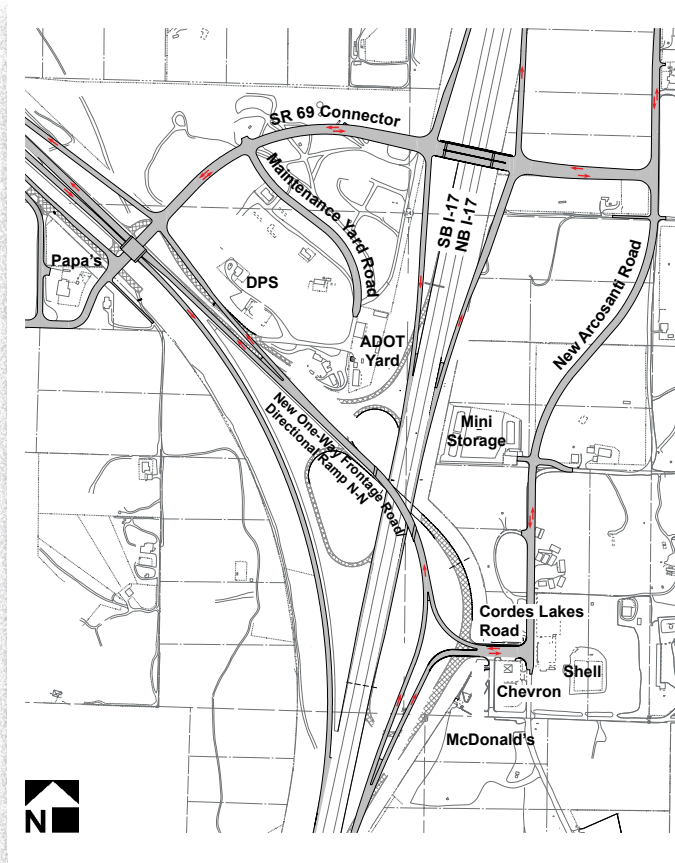 SR 69 Connector
Maintenance Yard Road
SB I-17
NB I-17
Papa's
DPS
New Arcosanti Road
ADOT
Yard
New One-Way Frontage Road/
Directional Ramp N-N
Mini
Storage
Cordes Lakes
Road
Shell
Chevron
McDonald's
N